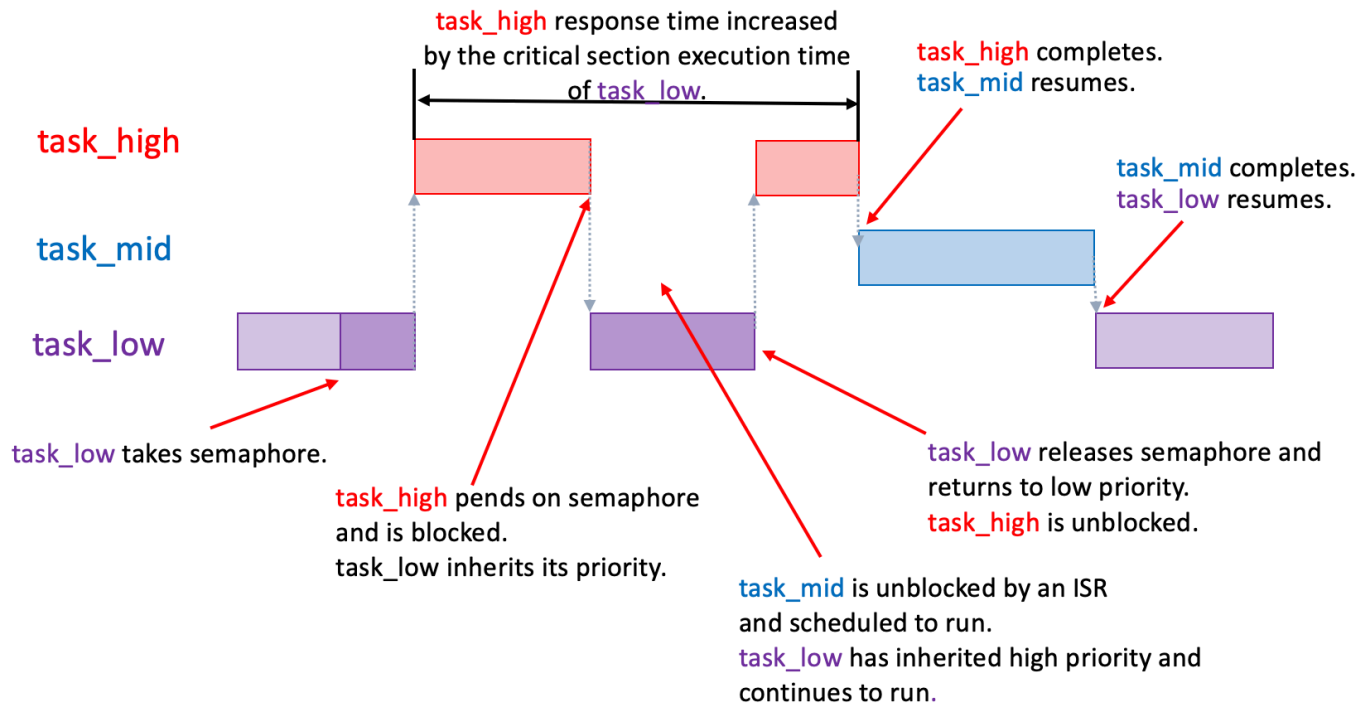 task_high response time increased
by the critical section execution time
of task_low.
task_high completes.
task_mid resumes.
task_high
task_mid completes.
task_low resumes.
task_mid
task_low
task_low takes semaphore.
task_high pends on semaphore
and is blocked.
task_low inherits its priority.
task_low releases semaphore and
returns to low priority.
task_high is unblocked.
task_mid is unblocked by an ISR
and scheduled to run.
task_low has inherited high priority and
continues to run.